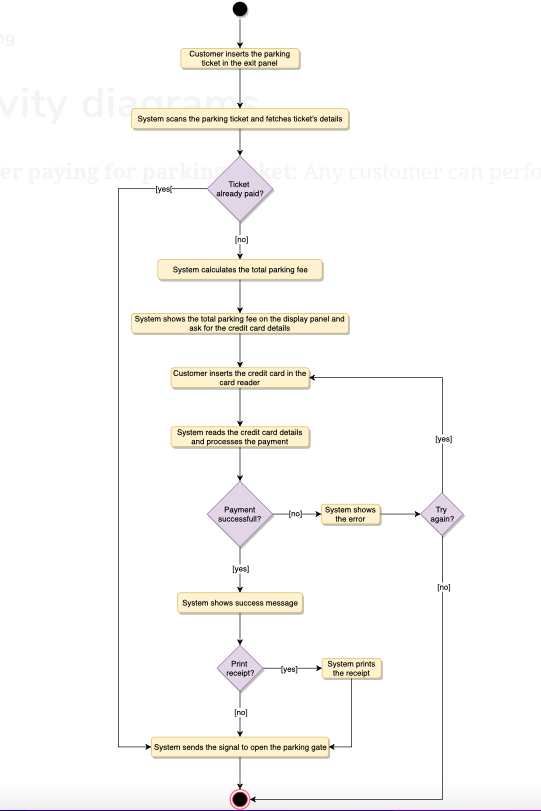 ng
Customer inserts the parking
ticket in the exit panel
vity diagrams
System scans the parking ticket and fetches ticket's details
er paying for parking ticket: Any customer can perfo
Ticket
already paid?
[yes[
[no]
System calculates the total parking fee
System shows the total parking fee on the display panel and
ask for the credit card details
Customer inserts the credit card in the
card reader
System reads the credit card details
and processes the payment
[yes]
Payment
successfull?
[no]
System shows
the error
Try
again?
[yes]
[no]
System shows success message
Print
receipt?
[yes]
System prints
the receipt
[no]
System sends the signal to open the parking gate